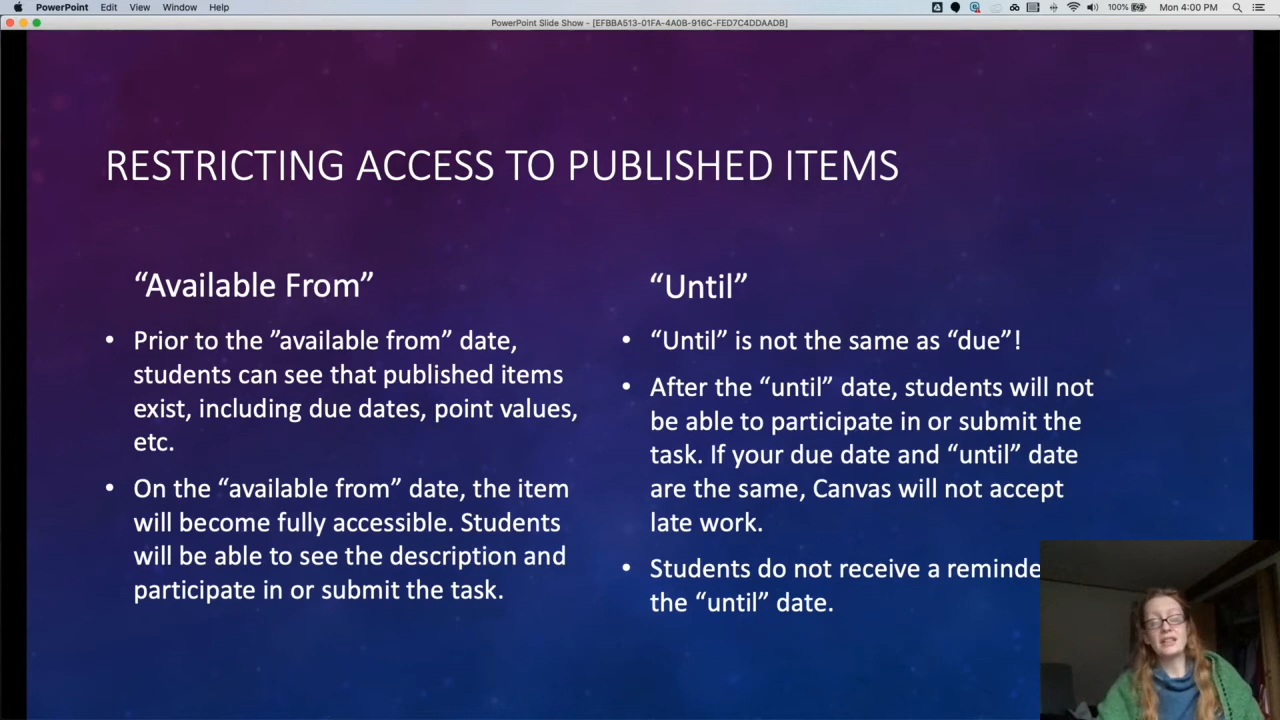 PowerPoint Edit View Window Help
100% Mon 4:00 PM
PowerPoint Slide Show - [EFBBA513-01FA-4A0B-916C-FED7C4DDAADB]
RESTRICTING ACCESS TO PUBLISHED ITEMS
“Available From”
• Prior to the ”available from” date,
students can see that published items
exist, including due dates, point values,
etc.
• On the “available from” date, the item
will become fully accessible. Students
will be able to see the description and
participate in or submit the task.
“Until”
• “Until” is not the same as “due”!
• After the “until” date, students will not
be able to participate in or submit the
task. If your due date and “until” date
are the same, Canvas will not accept
late work.
• Students do not receive a reminde
the “until” date.